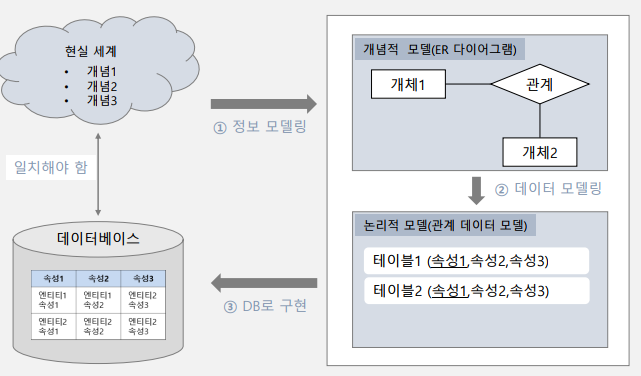 현실 세계
• 개념1
• 개념2
• 개념3
① 정보 모델링
개념적 모델(ER 다이어그램)
개체1
관계
개체2
② 데이터 모델링
논리적 모델(관계 데이터 모델)
테이블1 (속성1,속성2,속성3)
테이블2 (속성1,속성2,속성3)
③ DB로 구현
일치해야 함
데이터베이스
속성1 속성2 속성3
엔티티1 엔티티1 엔티티2
속성1 속성2 속성3
엔티티2 엔티티2 엔티티2
속성1 속성2 속성3